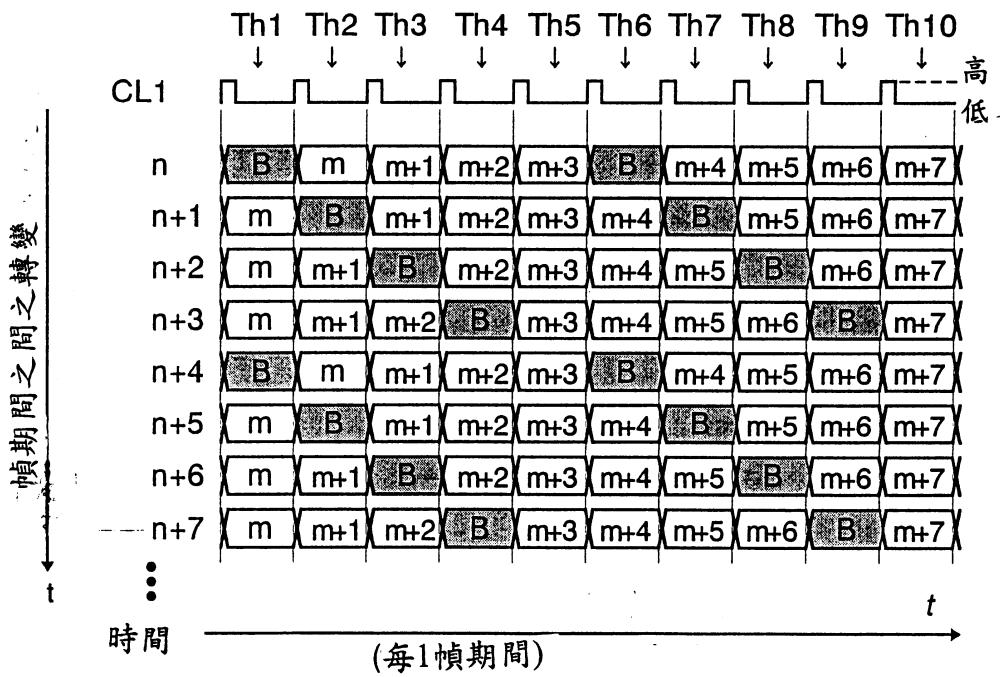 Th1 Th2 Th3 Th4 Th5 Th6 Th7 Th8 Th9 Th10
CL1
高
低
n B m m+1 m+2 m+3 B m+4 m+5 m+6 m+7
n+1 m B m+1 m+2 m+3 m+4 B m+5 m+6 m+7
n+2 m m+1 B m+2 m+3 m+4 m+5 B m+6 m+7
n+3 m m+1 m+2 B m+3 m+4 m+5 m+6 B m+7
n+4 B m m+1 m+2 m+3 B m+4 m+5 m+6 m+7
n+5 m B m+1 m+2 m+3 m+4 B m+5 m+6 m+7
n+6 m m+1 B m+2 m+3 m+4 m+5 B m+6 m+7
n+7 m m+1 m+2 B m+3 m+4 m+5 m+6 B m+7
幀期間之間之轉變
t
t
時間
(每1幀期間)